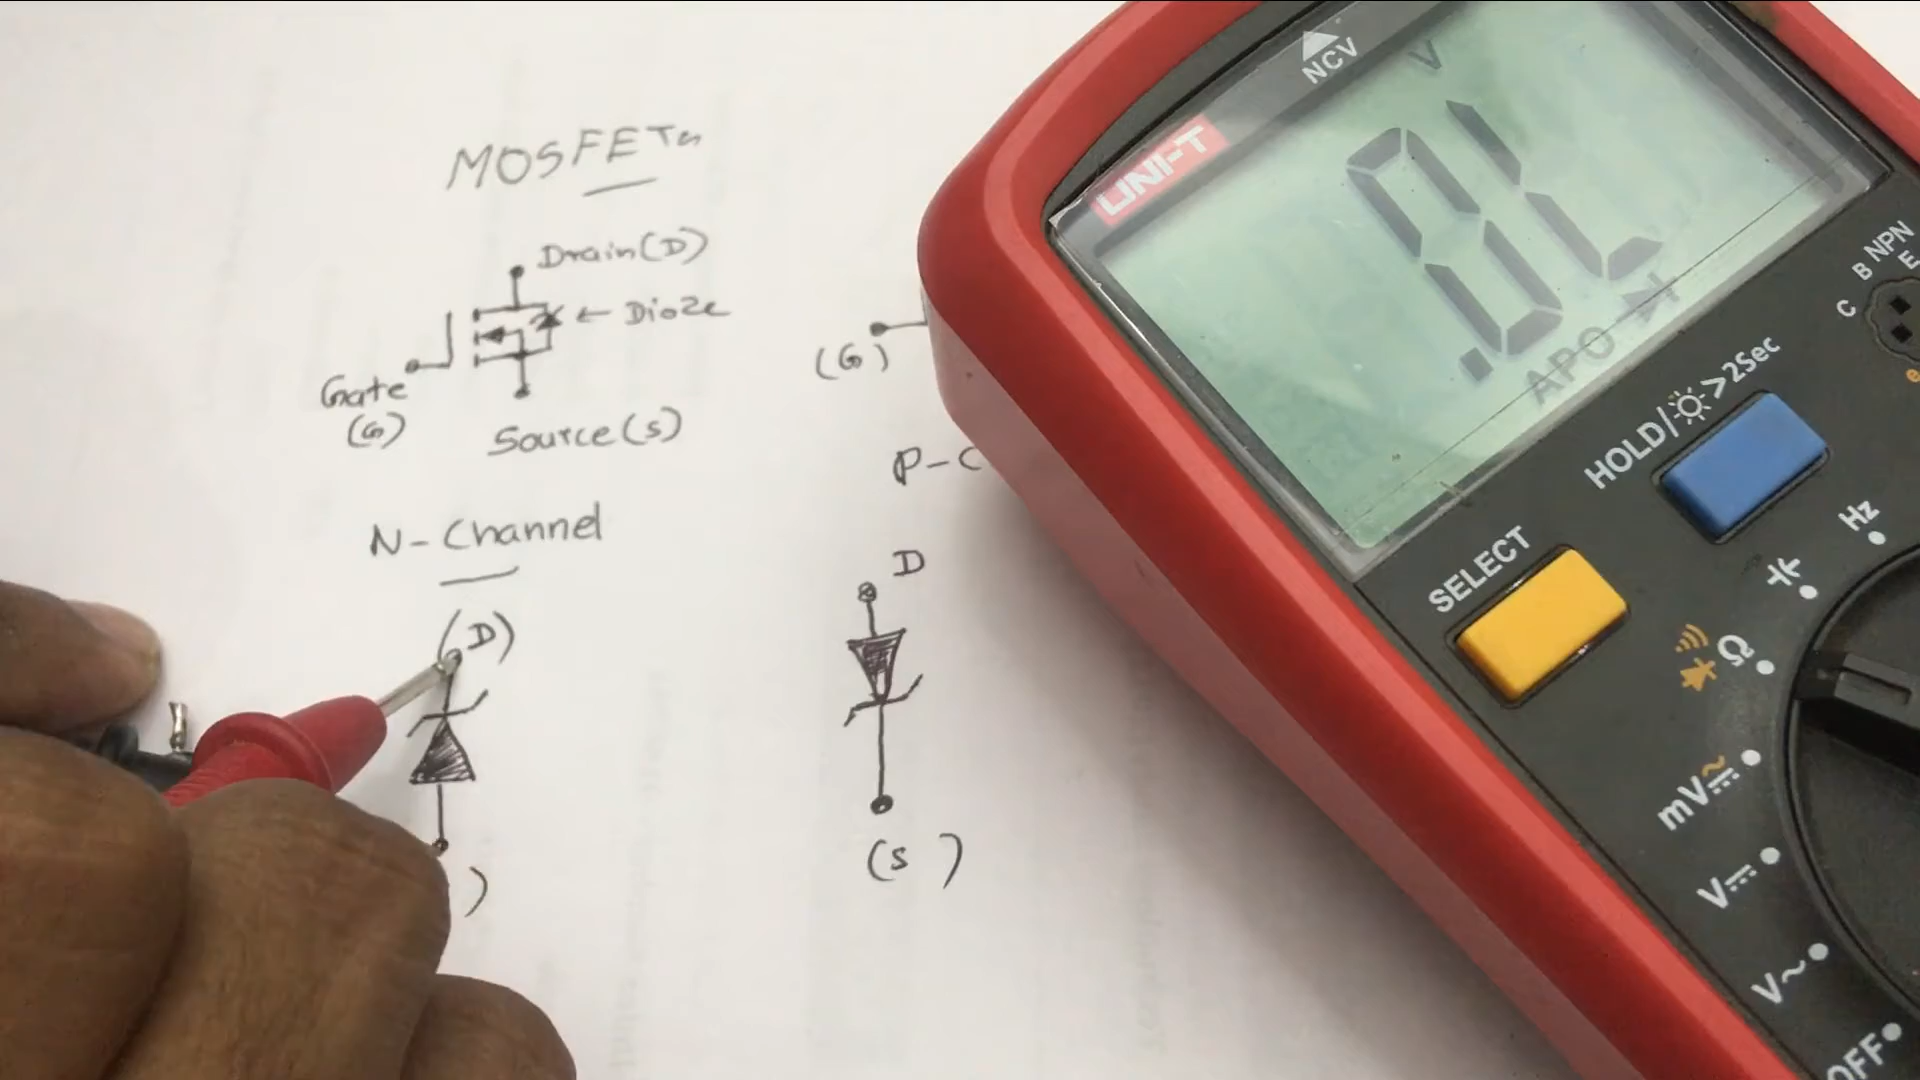 MOSFETs
Drain(D)
← Dioze
Gate
(G)
Source(s)
N-Channel
(D)
)
(G)
P-C
D
(s )
NCV
UNI-T
V
0.L
APO
B NPN
C E
e
HOLD/ >2Sec
SELECT
Hz
Ω
mV
V
V~
OFF